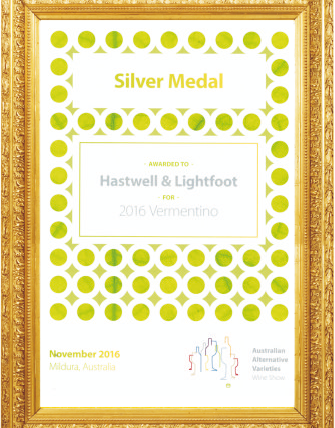 Silver Medal
- AWARDED TO -
Hastwell & Lightfoot
- FOR -
2016 Vermentino
November 2016
Mildura, Australia
Australian
Alternative
Varieties
Wine Show